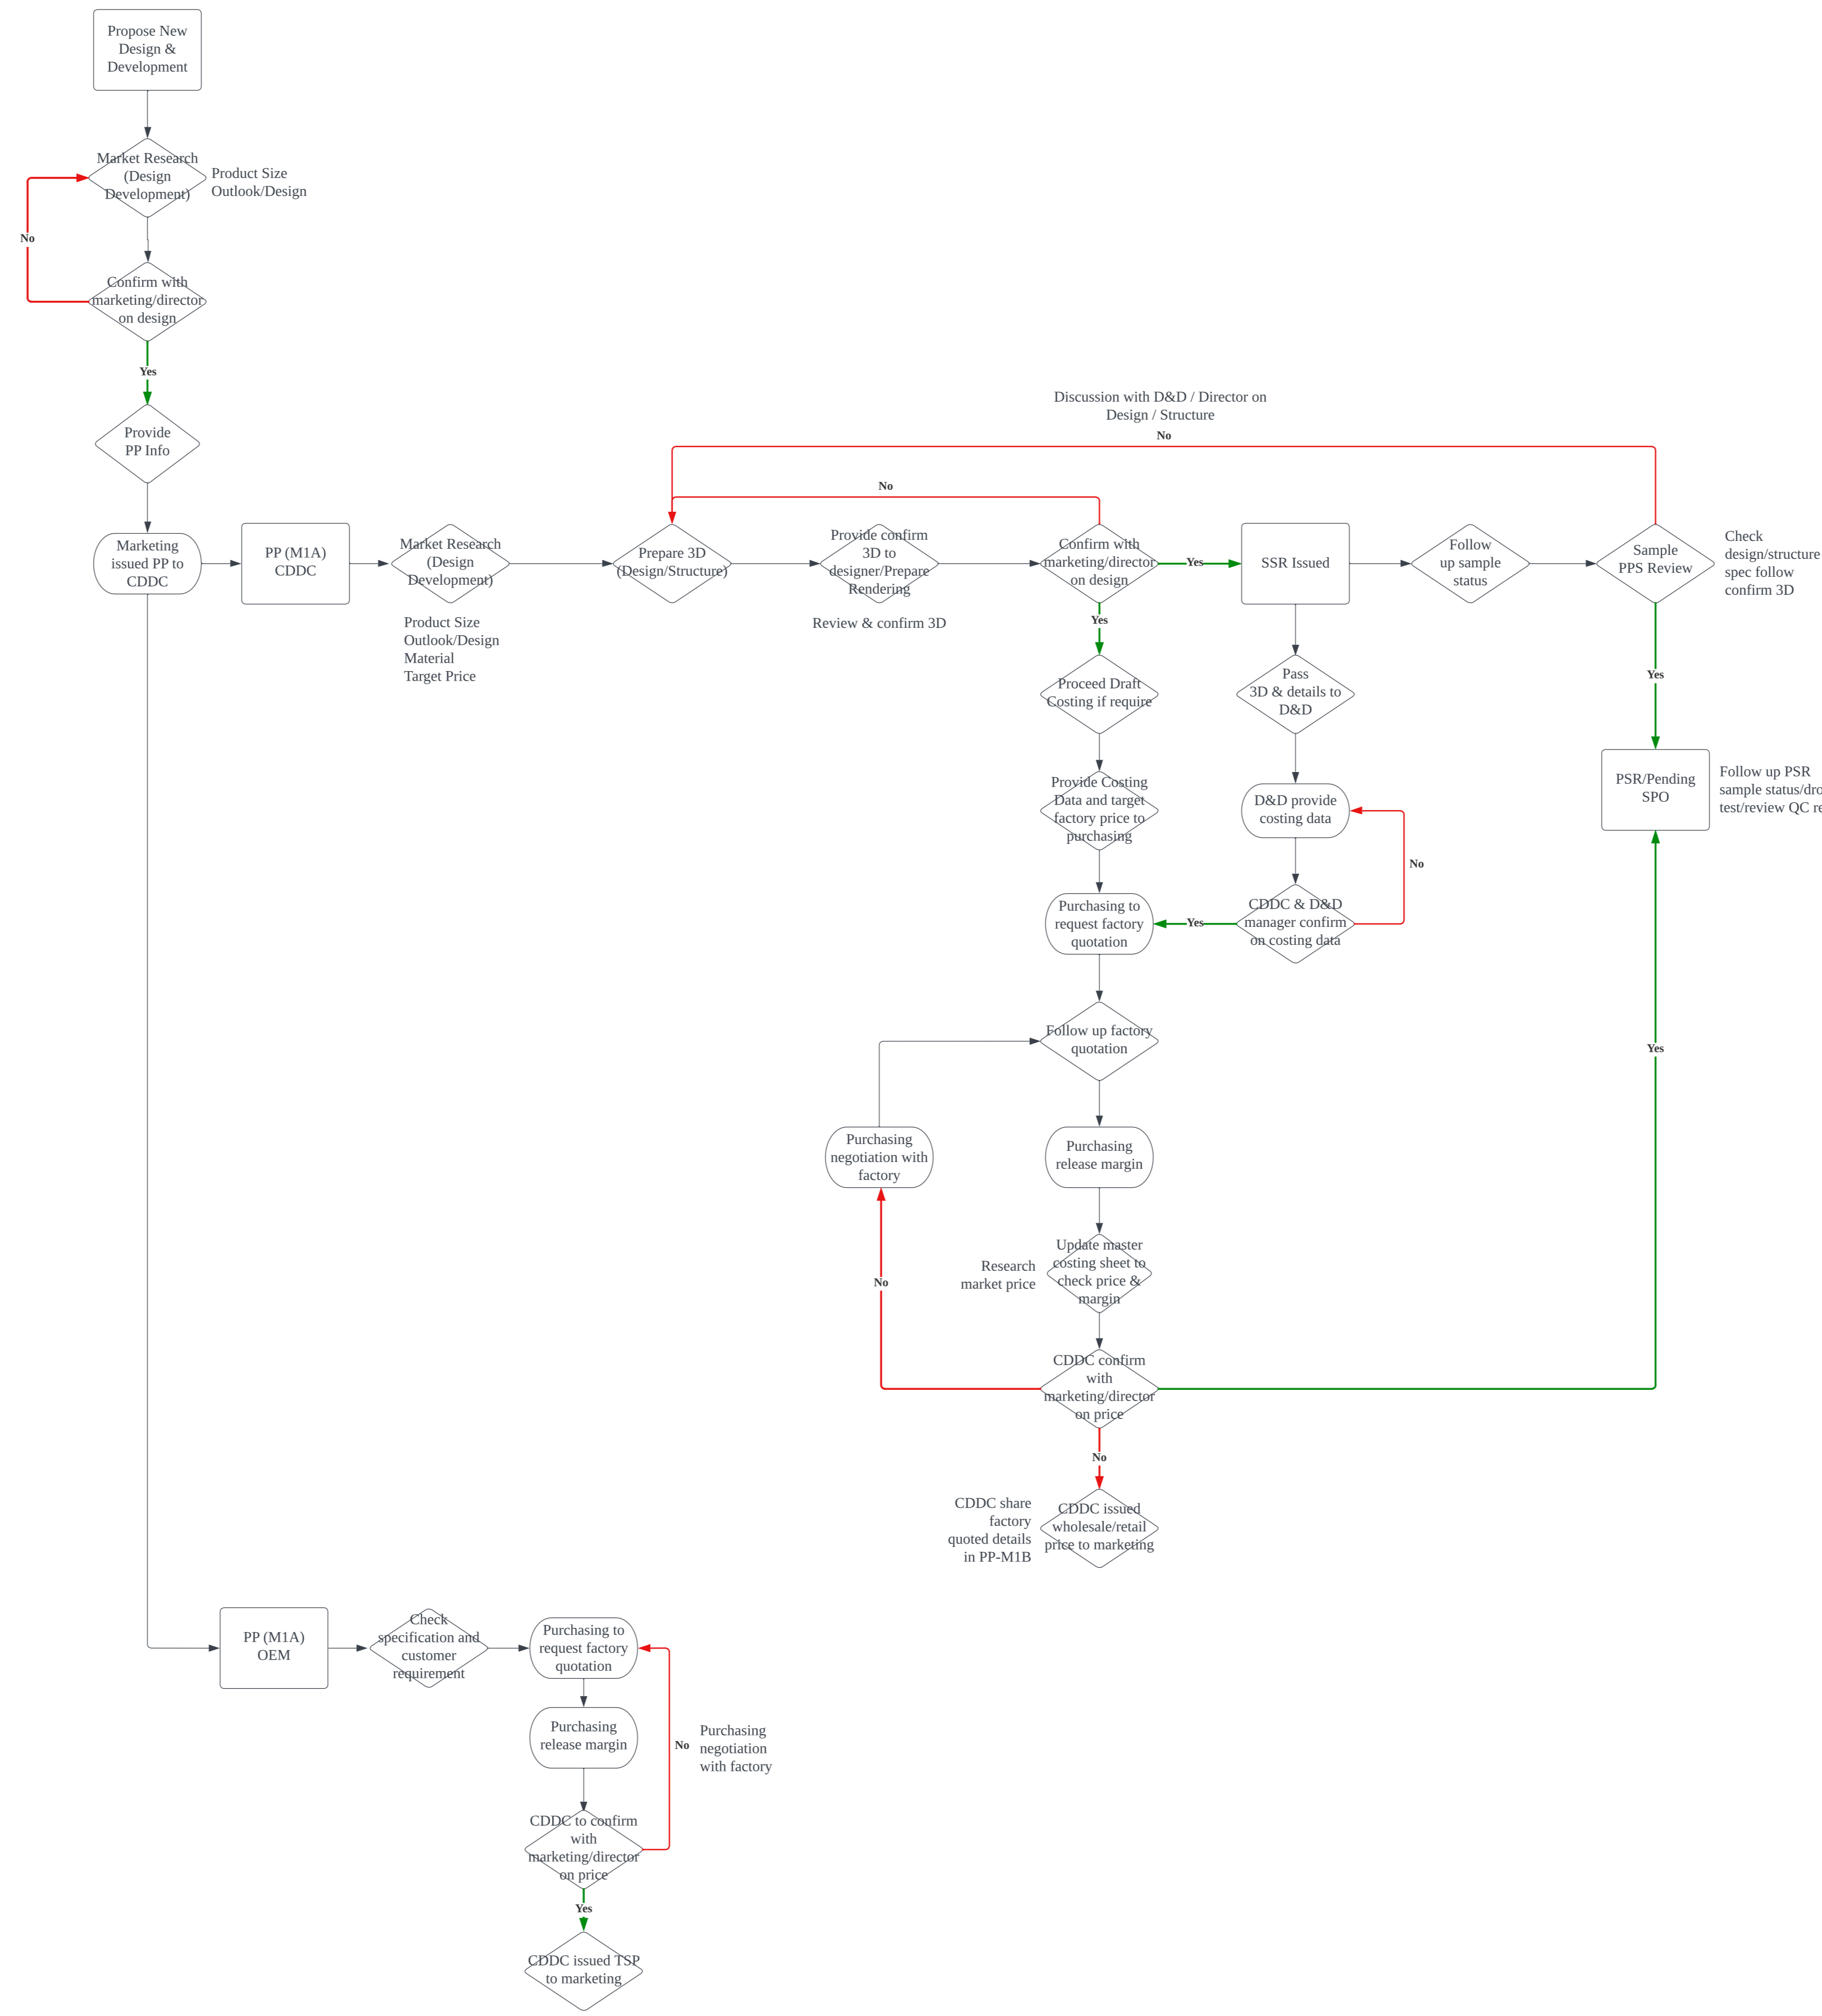 Propose New
Design &
Development
Market Research
(Design
Development)
Product Size
Outlook/Design
No
Confirm with
marketing/director
on design
Yes
Provide
PP Info
Marketing
issued PP to
CDDC
PP (M1A)
CDDC
Market Research
(Design
Development)
Product Size
Outlook/Design
Material
Target Price
Prepare 3D
(Design/Structure)
Provide confirm
3D to
designer/Prepare
Rendering
Review & confirm 3D
Discussion with D&D / Director on
Design / Structure
No
No
Confirm with
marketing/director
on design
Yes
SSR Issued
Follow
up sample
status
Sample
PPS Review
Check
design/structure
spec follow
confirm 3D
Yes
Proceed Draft
Costing if require
Pass
3D & details to
D&D
Yes
Provide Costing
Data and target
factory price to
purchasing
D&D provide
costing data
PSR/Pending
SPO
Follow up PSR
sample status/dro
test/review QC re
No
Purchasing to
request factory
quotation
Yes
CDDC & D&D
manager confirm
on costing data
Follow up factory
quotation
Yes
Purchasing
negotiation with
factory
Purchasing
release margin
Research
market price
Update master
costing sheet to
check price &
margin
No
CDDC confirm
with
marketing/director
on price
No
CDDC share
factory
quoted details
in PP-M1B
CDDC issued
wholesale/retail
price to marketing
PP (M1A)
OEM
Check
specification and
customer
requirement
Purchasing to
request factory
quotation
Purchasing
release margin
No
Purchasing
negotiation
with factory
CDDC to confirm
with
marketing/director
on price
Yes
CDDC issued TSP
to marketing